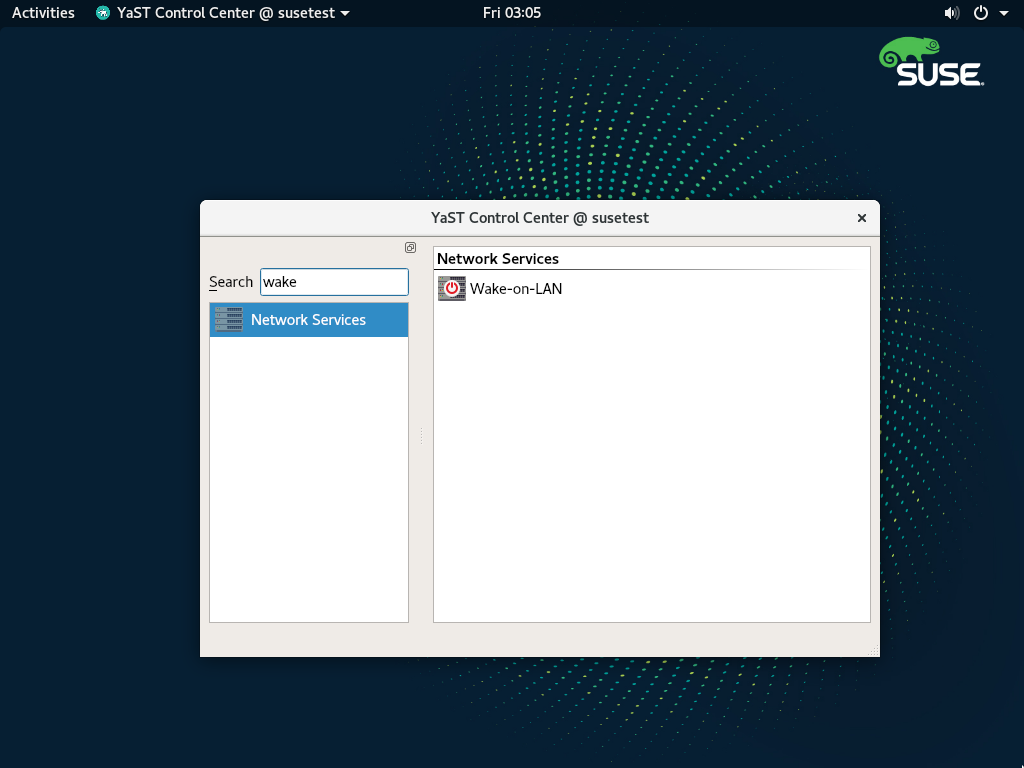 Activities
YaST Control Center @ susetest
Fri 03:05
SUSE
YaST Control Center @ susetest
Search
wake
Network Services
Network Services
Wake-on-LAN